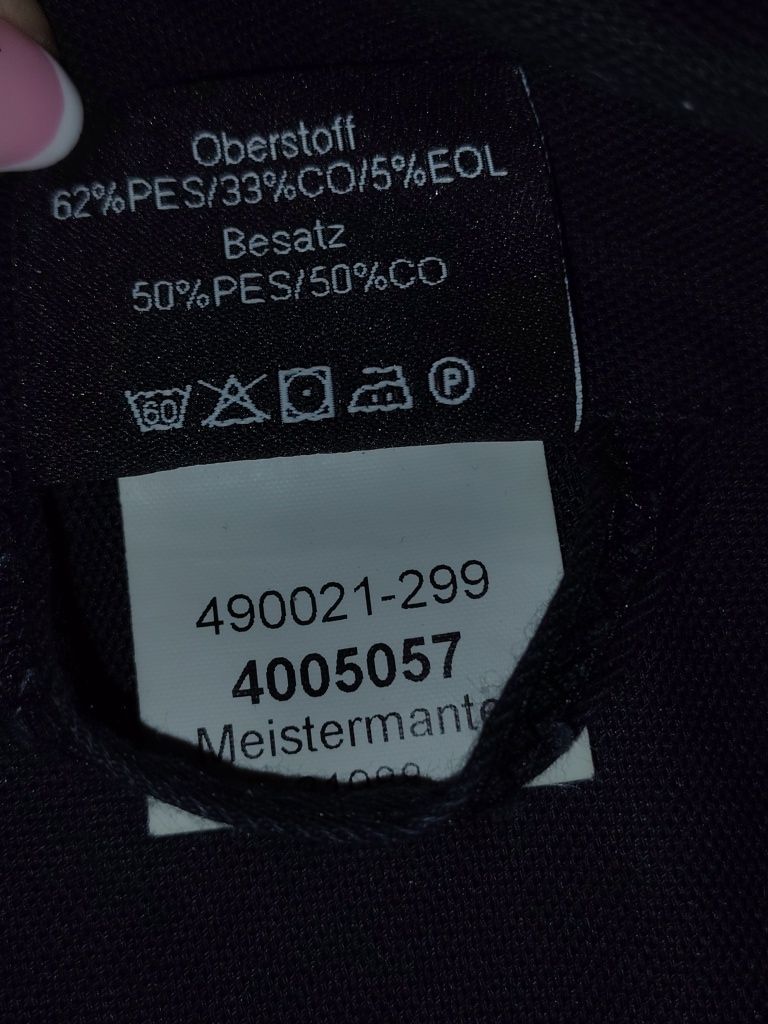 Oberstoff
62%PES/33%CO/5%EOL
Besatz
50%PES/50%CO
60 P
490021-299
4005057
Meistermante